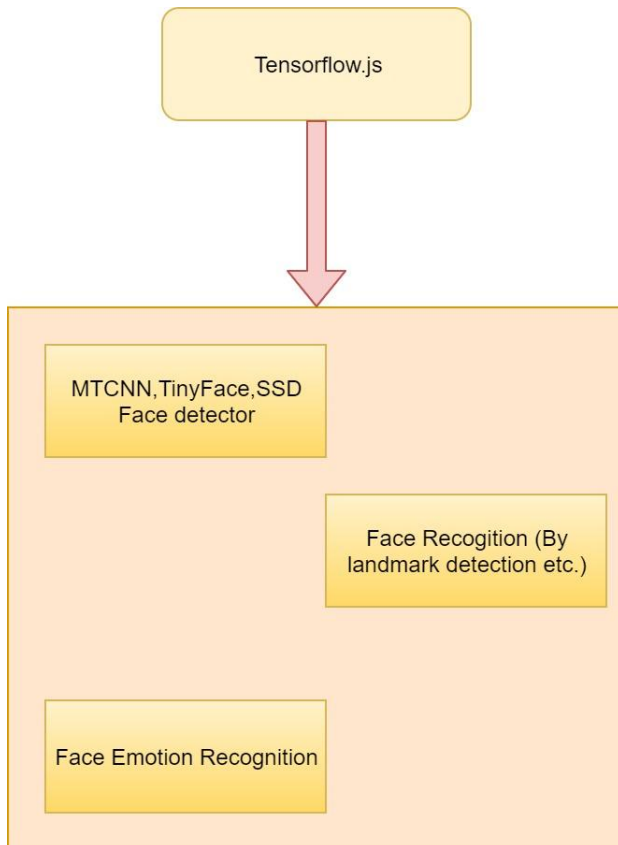 Tensorflow.js
MTCNN,TinyFace,SSD
Face detector
Face Recogition (By
landmark detection etc.)
Face Emotion Recognition